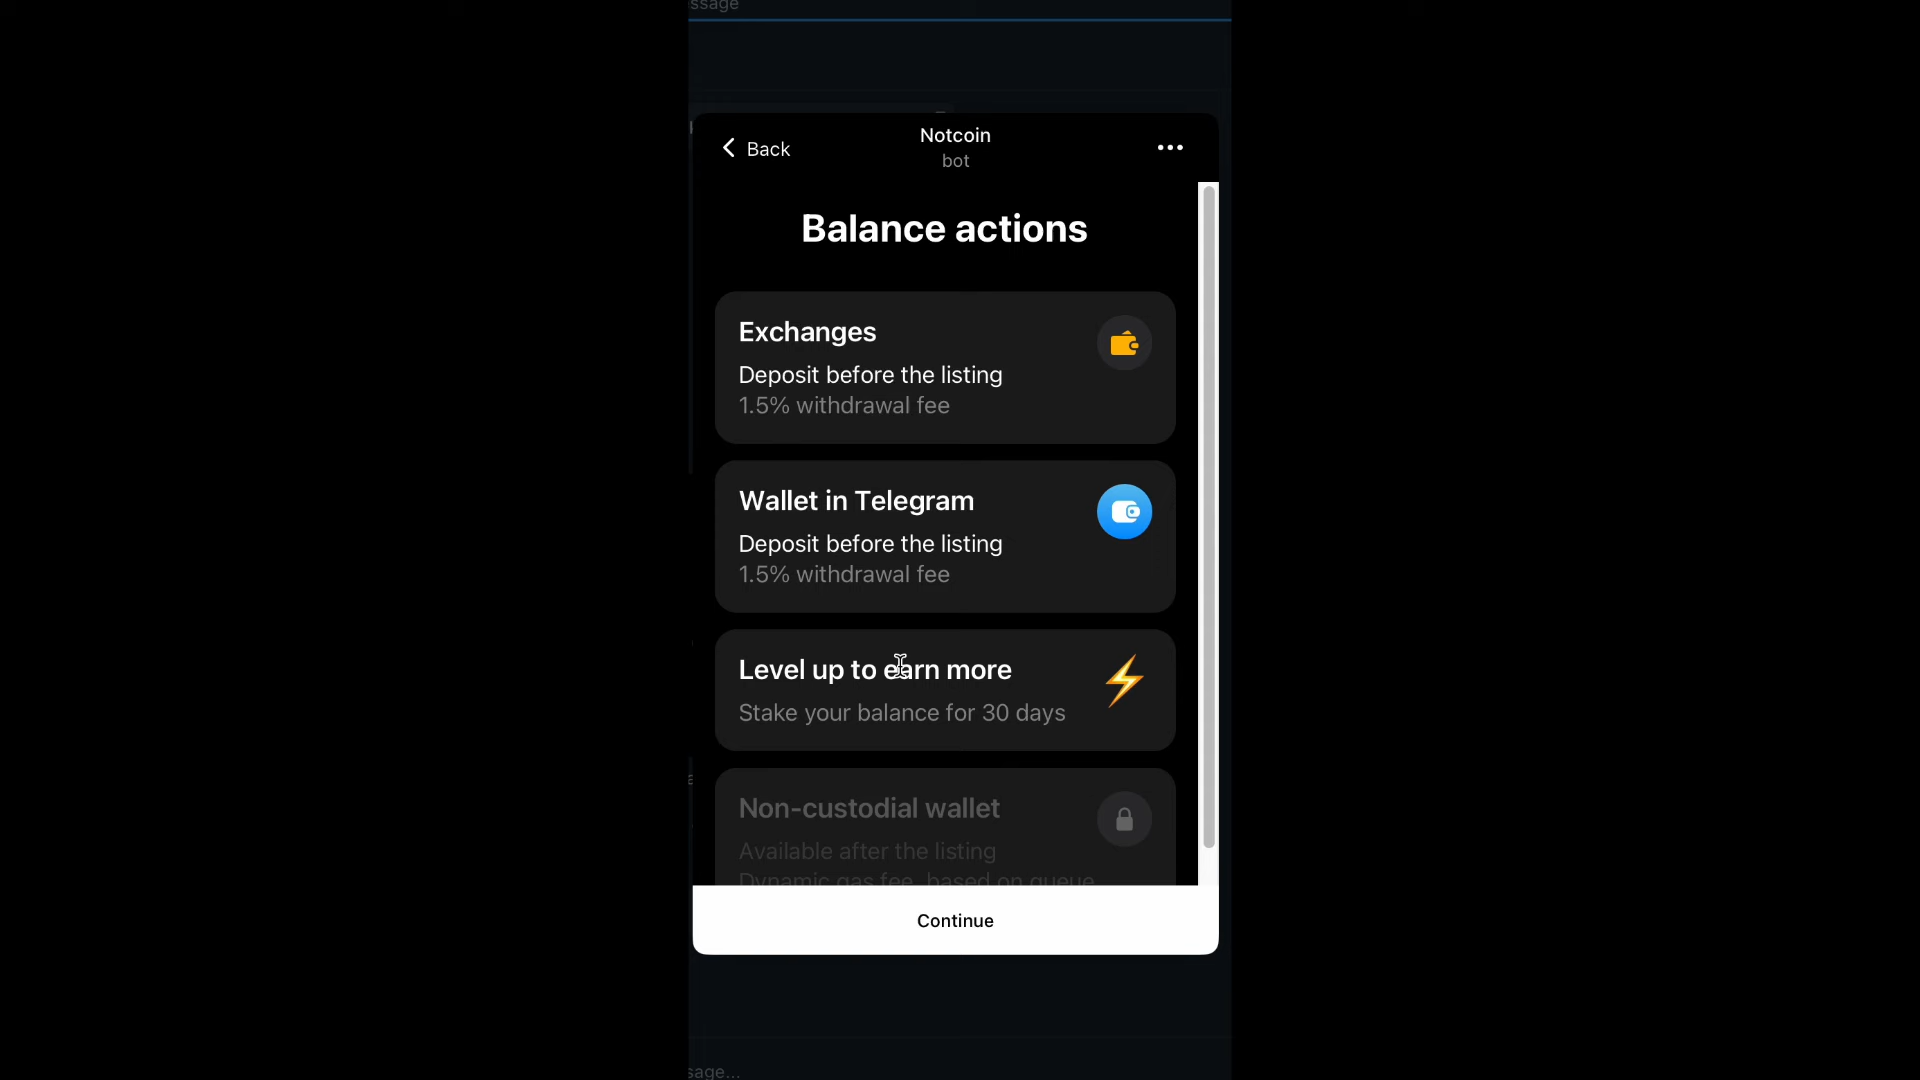 ssage
Back
Notcoin
bot
Balance actions
Exchanges
Deposit before the listing
1.5% withdrawal fee
Wallet in Telegram
Deposit before the listing
1.5% withdrawal fee
Level up to earn more
Stake your balance for 30 days
Non-custodial wallet
Available after the listing
Dynamic gas fee, based on queue
Continue
sage...